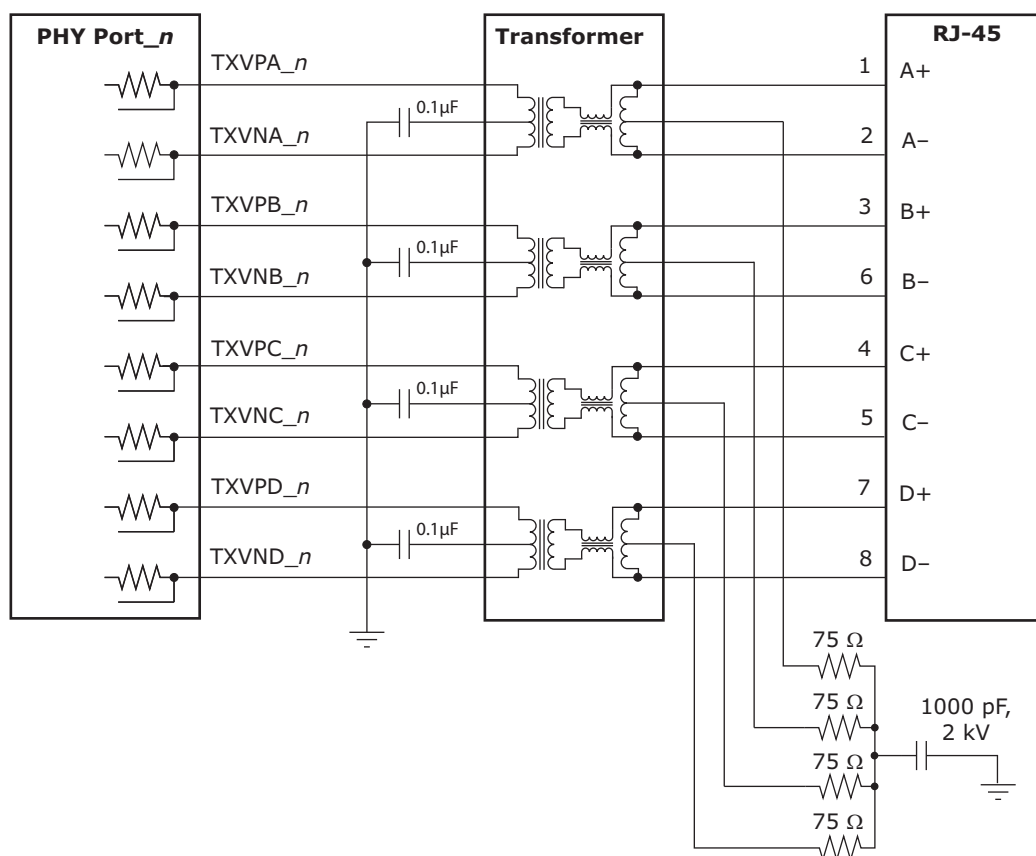 PHY Port_n
Transformer
RJ-45
TXVPA_n
0.1µF
TXVNA_n
1 A+
2 A–
TXVPB_n
0.1µF
TXVNB_n
3 B+
6 B–
TXVPC_n
0.1µF
TXVNC_n
4 C+
5 C–
TXVPD_n
0.1µF
TXVND_n
7 D+
8 D–
75 Ω
75 Ω
75 Ω
75 Ω
1000 pF,
2 kV